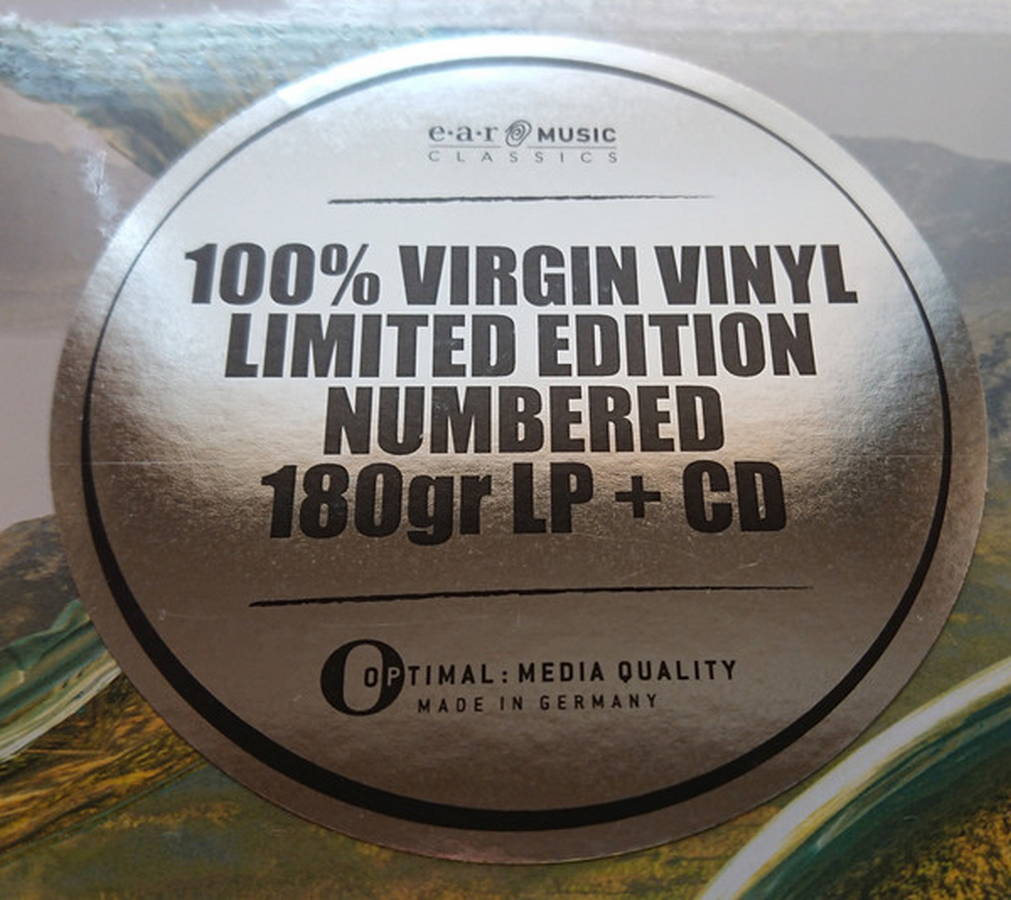 e·a·r MUSIC
CLASSICS
100% VIRGIN VINYL
LIMITED EDITION
NUMBERED
180gr LP + CD
OPTIMAL: MEDIA QUALITY
MADE IN GERMANY